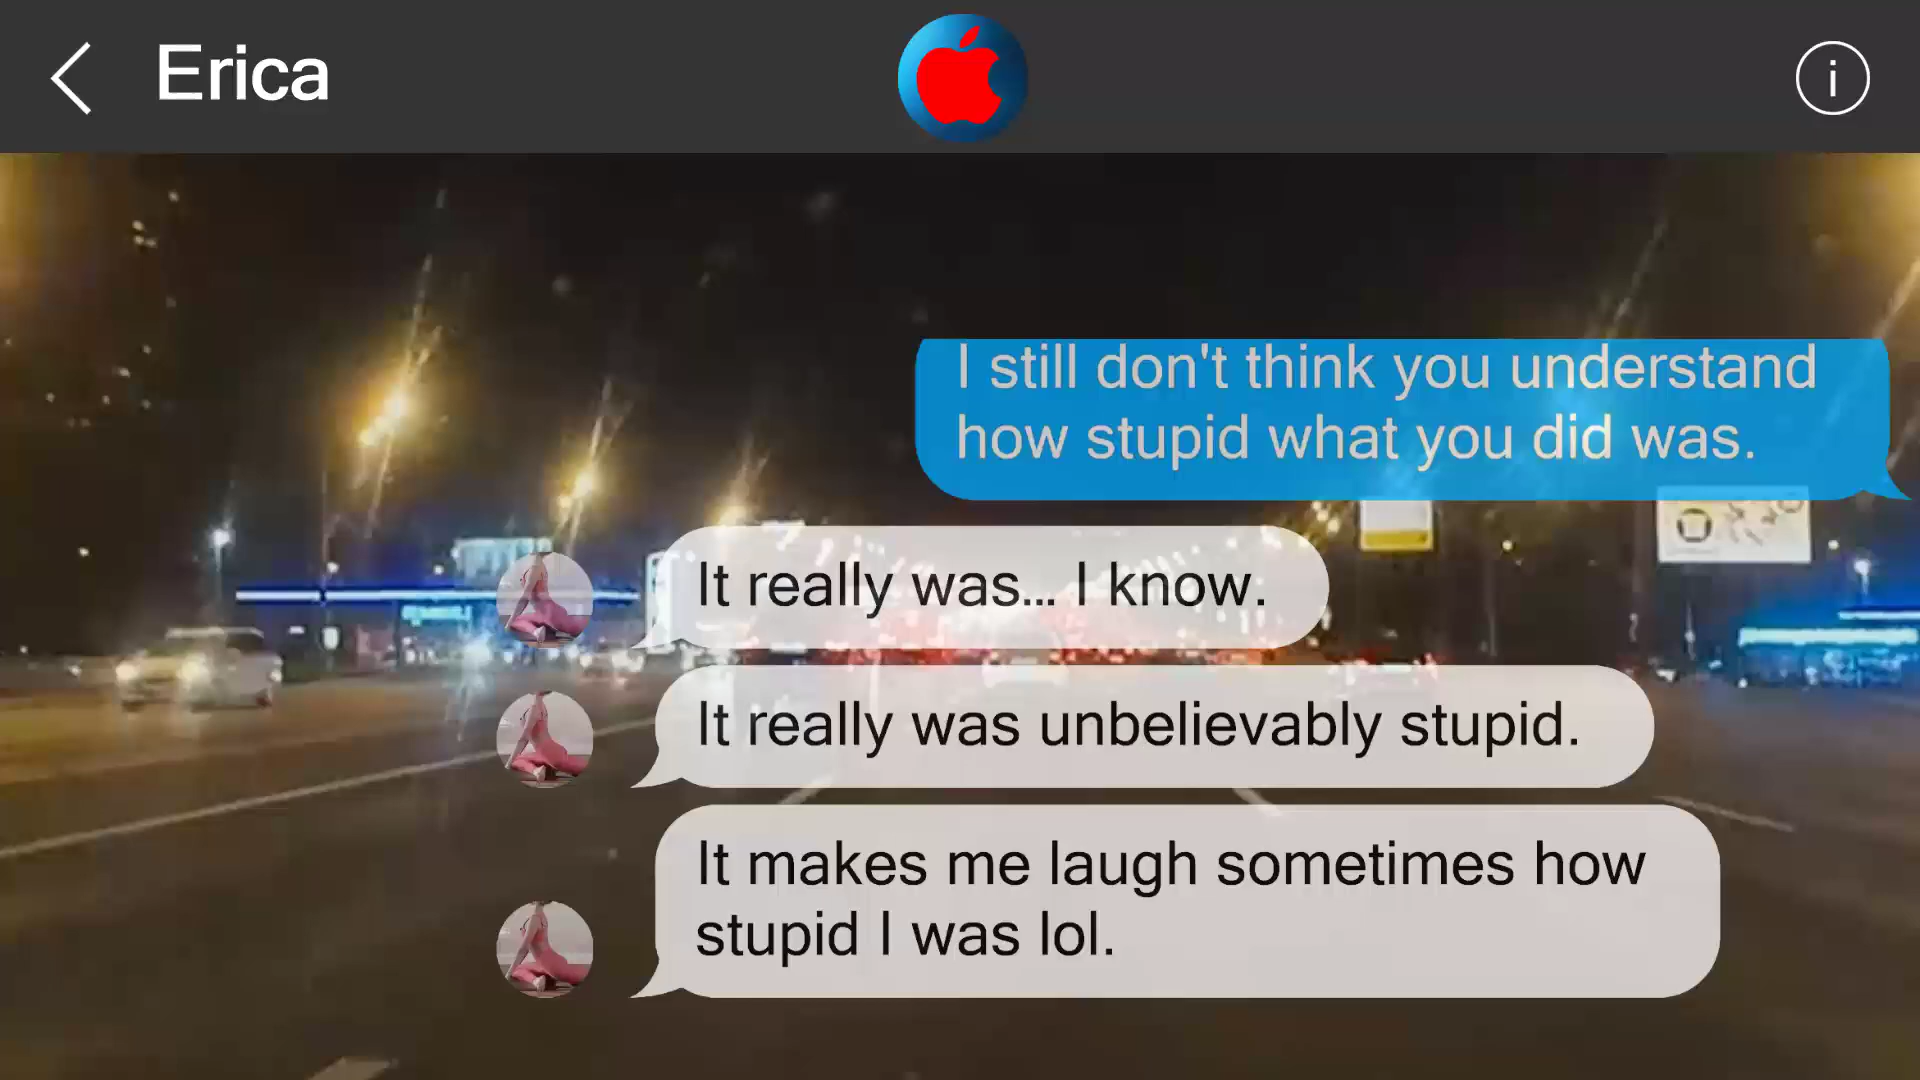 Erica
I still don't think you understand
how stupid what you did was.
It really was... I know.
It really was unbelievably stupid.
It makes me laugh sometimes how
stupid I was lol.